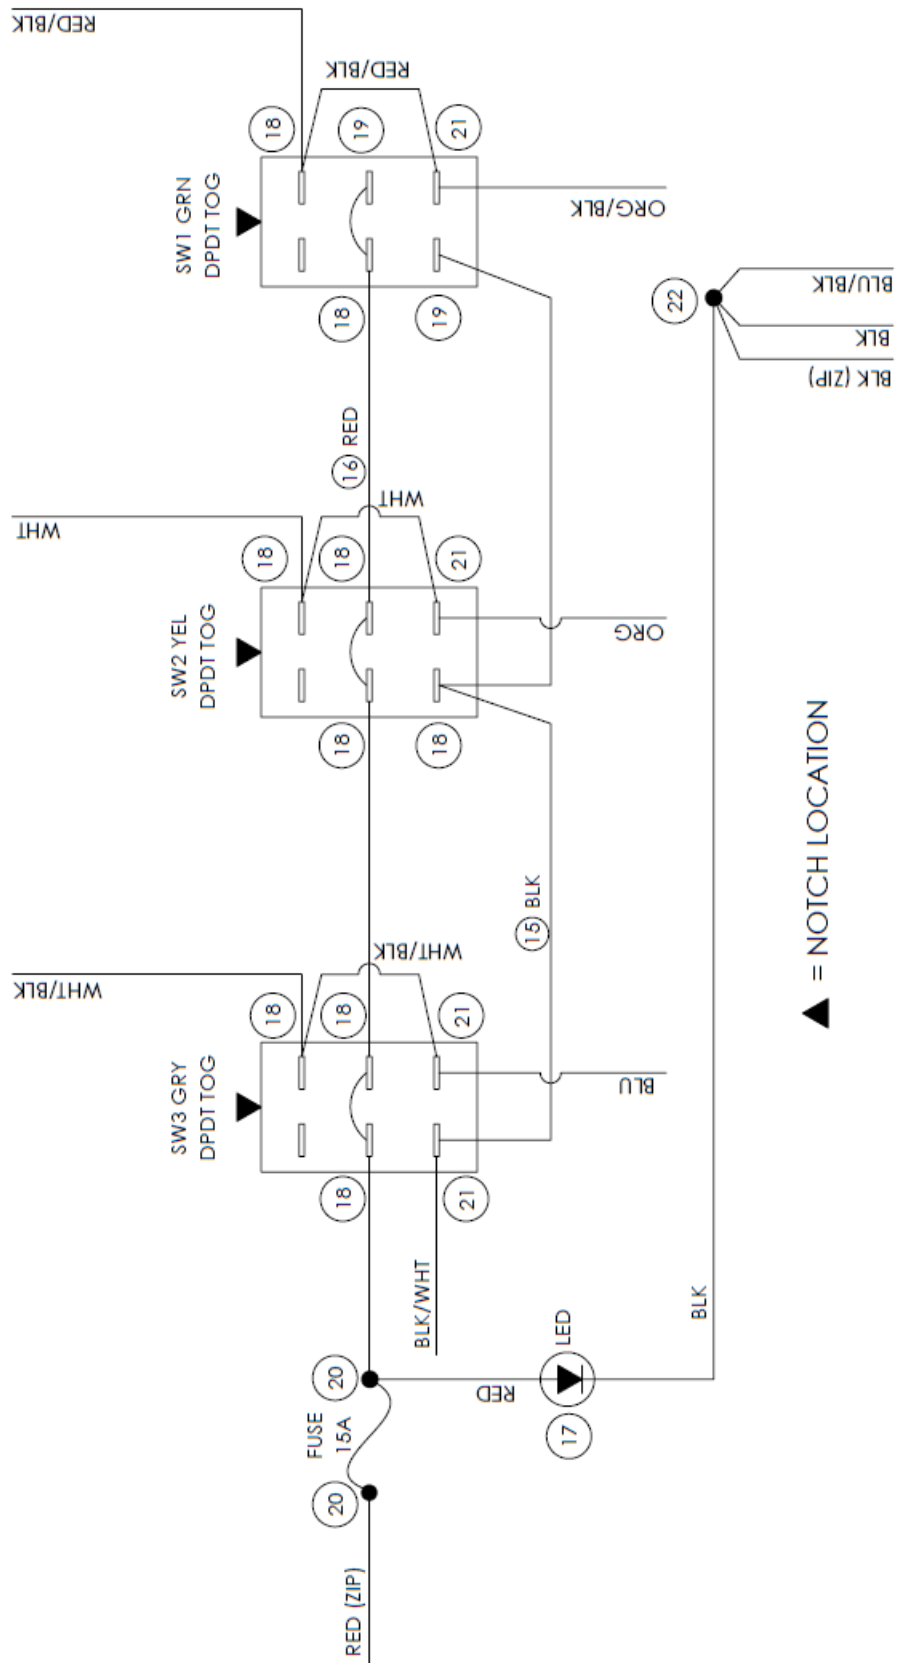 RED/BLK
RED/BLK
18
19
21
SW1 GRN
DPDT TOG
ORG/BLK
18
19
22
BLU/BLK
BLK
BLK (ZIP)
16 RED
WHT
WHT
18
18
21
SW2 YEL
DPDT TOG
ORG
18
18
15 BLK
WHT/BLK
WHT/BLK
18
18
21
SW3 GRY
DPDT TOG
BLU
18
21
BLK/WHT
BLK
20
FUSE
15A
RED
LED
17
20
RED (ZIP)
= NOTCH LOCATION